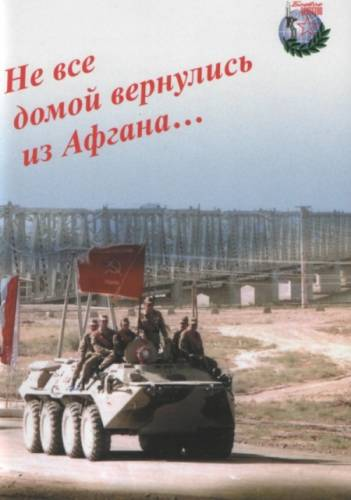 Не все
домой вернулись
из Афгана...